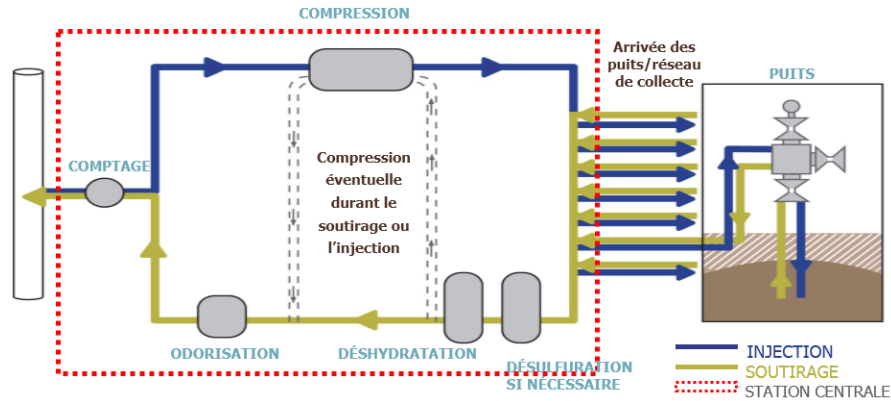 COMPRESSION
Arrivée des
puits/réseau
de collecte
PUITS
COMPTAGE
Compression
éventuelle
durant le
soutirage ou
l'injection
ODORISATION
DÉSHYDRATATION
DÉSULFURATION
SI NÉCESSAIRE
INJECTION
SOUTIRAGE
STATION CENTRALE